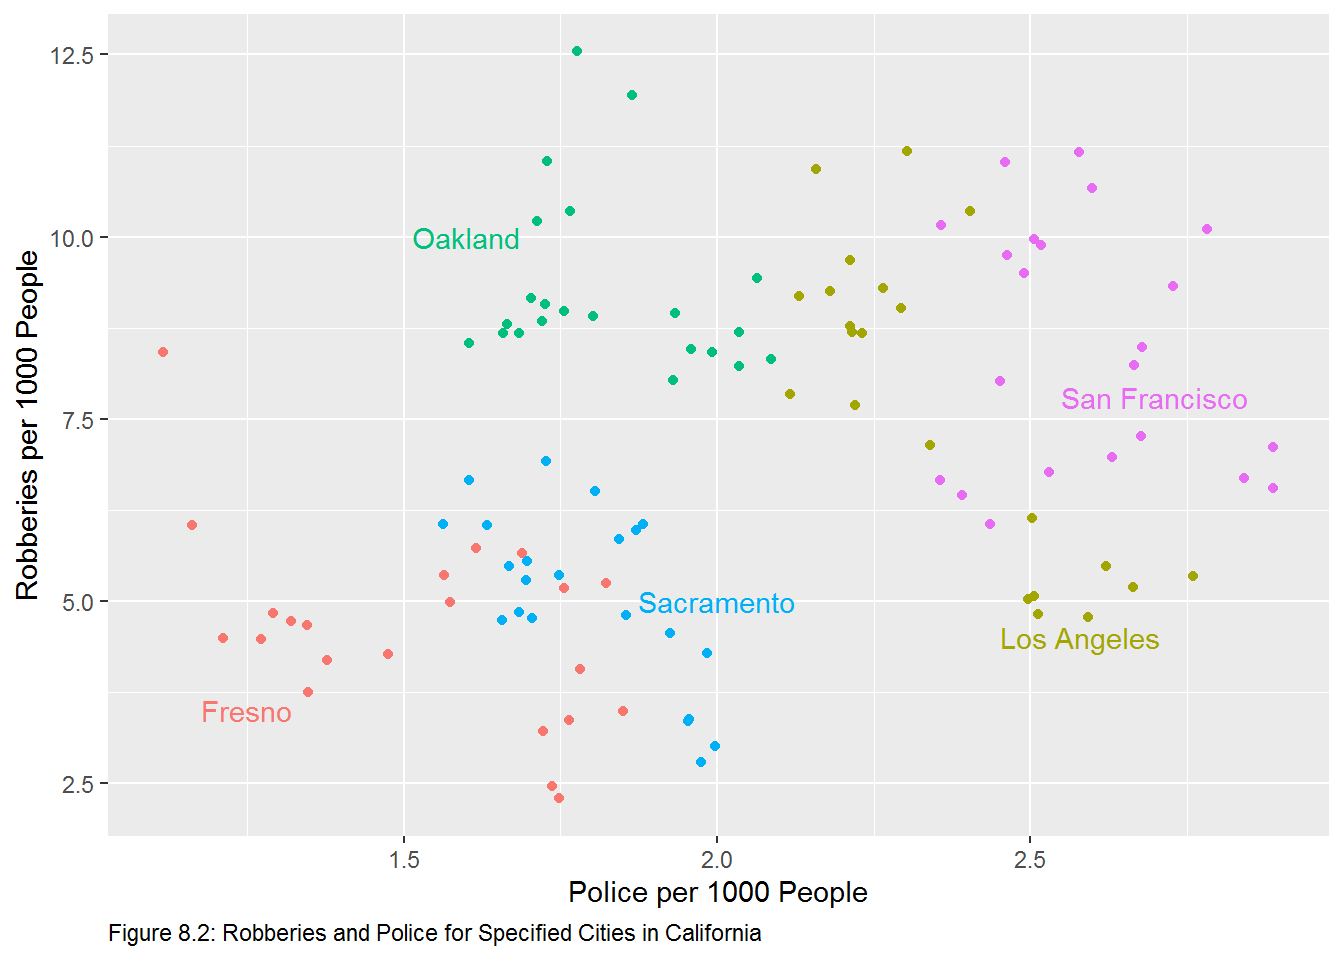 12.5
10.0
7.5
5.0
2.5
Robberies per 1000 People
Oakland
San Francisco
Sacramento
Los Angeles
Fresno
1.5
2.0
2.5
Police per 1000 People
Figure 8.2: Robberies and Police for Specified Cities in California